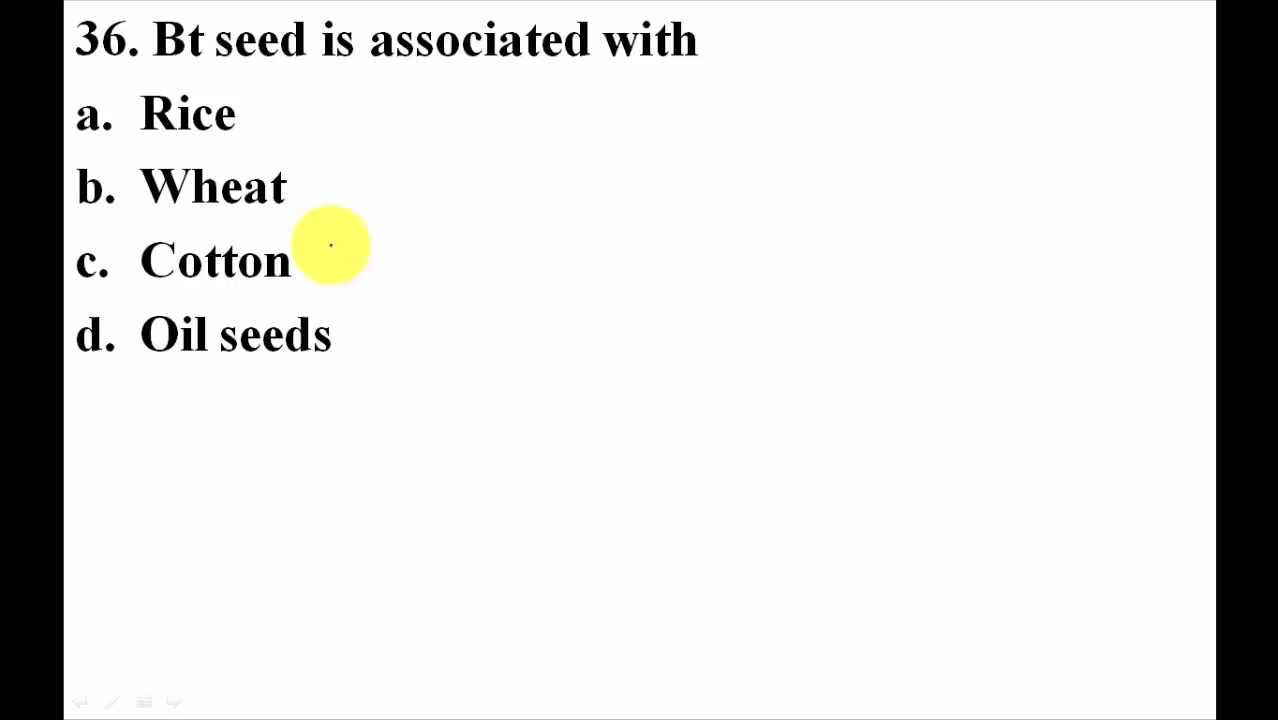 36. Bt seed is associated with
a. Rice
b. Wheat
c. Cotton
d. Oil seeds